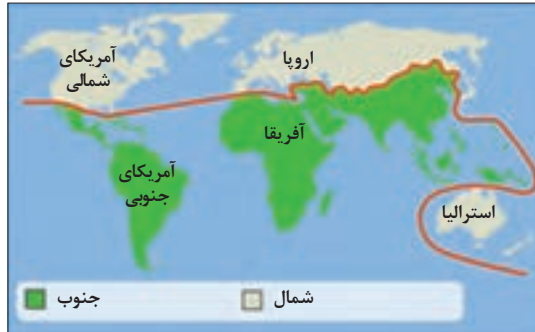 آمریکای
شمالی
اروپا
آفریقا
آمریکای
جنوبی
استرالیا
جنوب
شمال